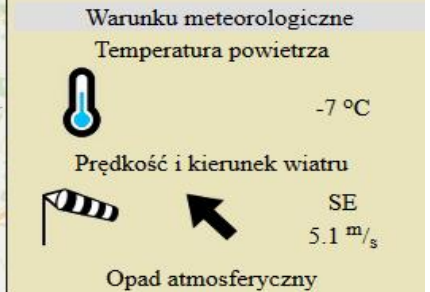 Warunku meteorologiczne
Temperatura powietrza
-7 °C
Prędkość i kierunek wiatru
SE
5.1 m/s
Opad atmosferyczny